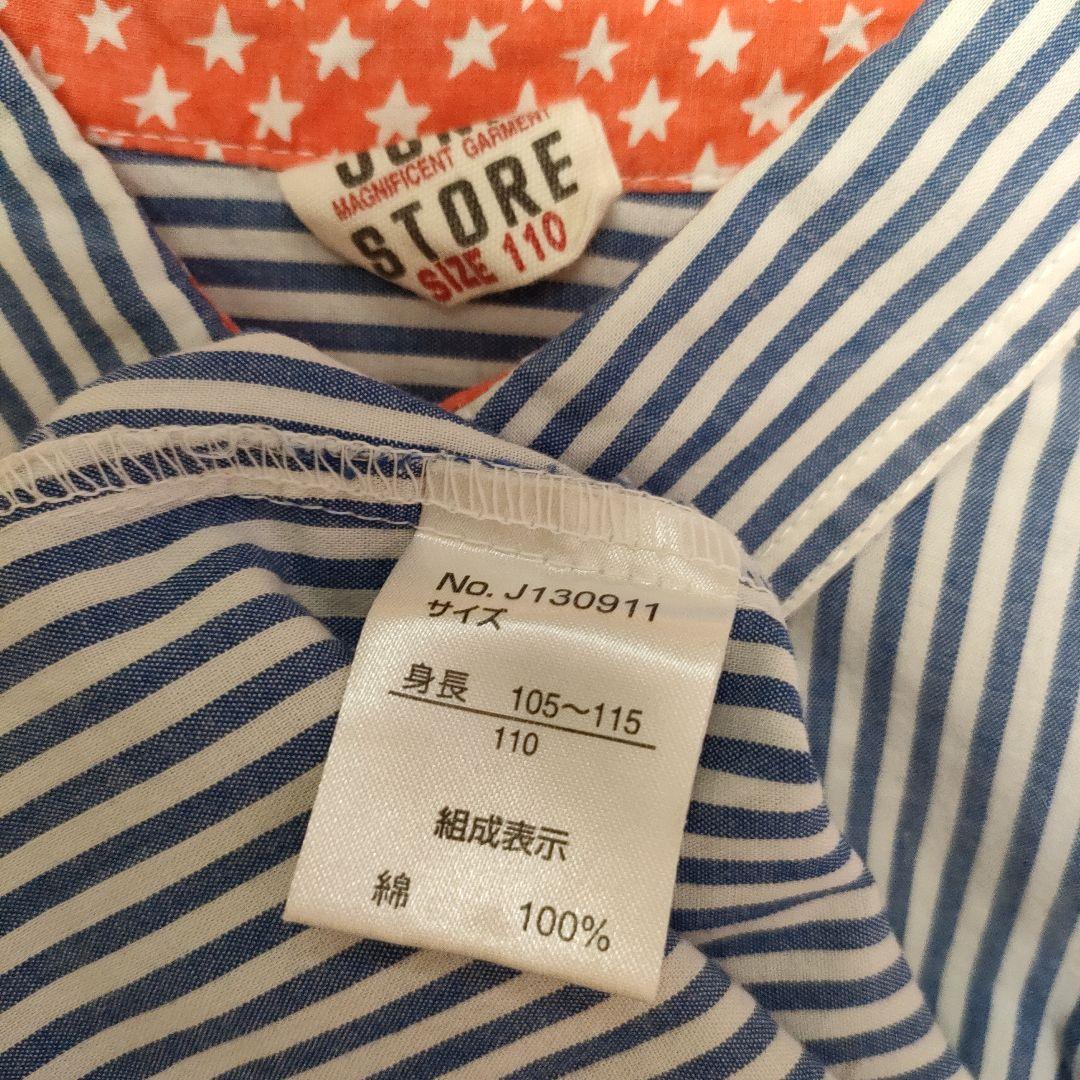 MAGNIFICENT GARMENT
STORE
SIZE 110
No. J130911
サイズ
身長 105～115
110
組成表示
綿 100%